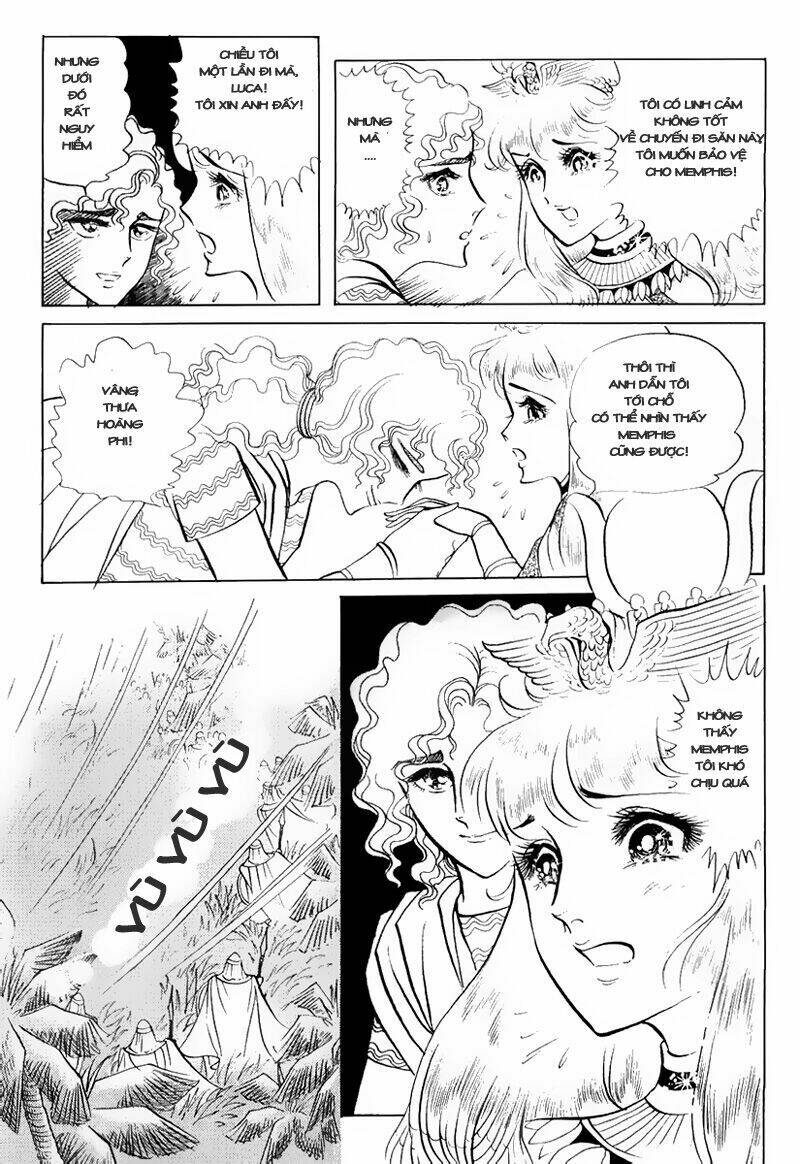 NHƯNG
DƯỚI
ĐÓ
RẤT
NGUY
HIỂM
CHIỀU TÔI
MỘT LẦN ĐI MÀ,
LUCA!
TÔI XIN ANH ĐẤY!
NHƯNG
MÀ
....
TÔI CÓ LINH CẢM
KHÔNG TỐT
VỀ CHUYẾN ĐI SĂN NÀY
TÔI MUỐN BẢO VỆ
CHO MEMPHIS!
VÂNG,
THƯA
HOÀNG
PHI!
THÔI THÌ
ANH DẪN TÔI
TỚI CHỖ
CÓ THỂ NHÌN THẤY
MEMPHIS
CŨNG ĐƯỢC!
VÙ VÙ VÙ
KHÔNG
THẤY
MEMPHIS
TÔI KHÓ
CHỊU QUÁ